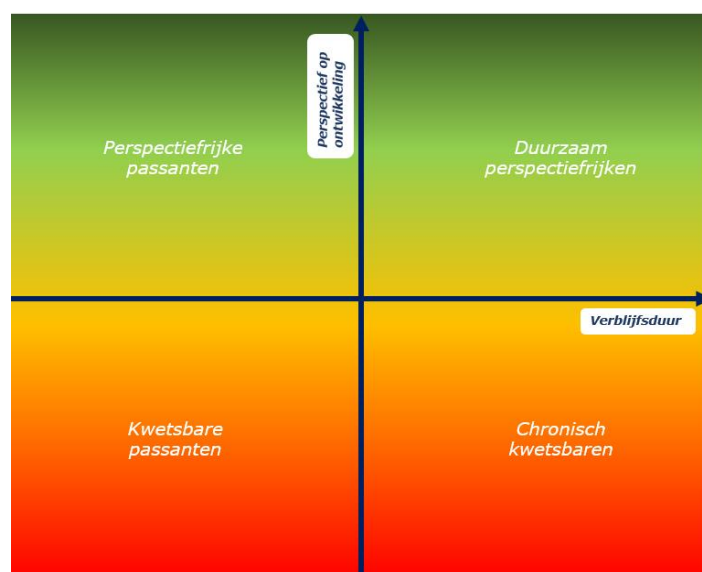 Perspectief op
ontwikkeling
Perspectiefrijke
passanten
Duurzaam
perspectiefrijken
Verblijfsduur
Kwetsbare
passanten
Chronisch
kwetsbaren